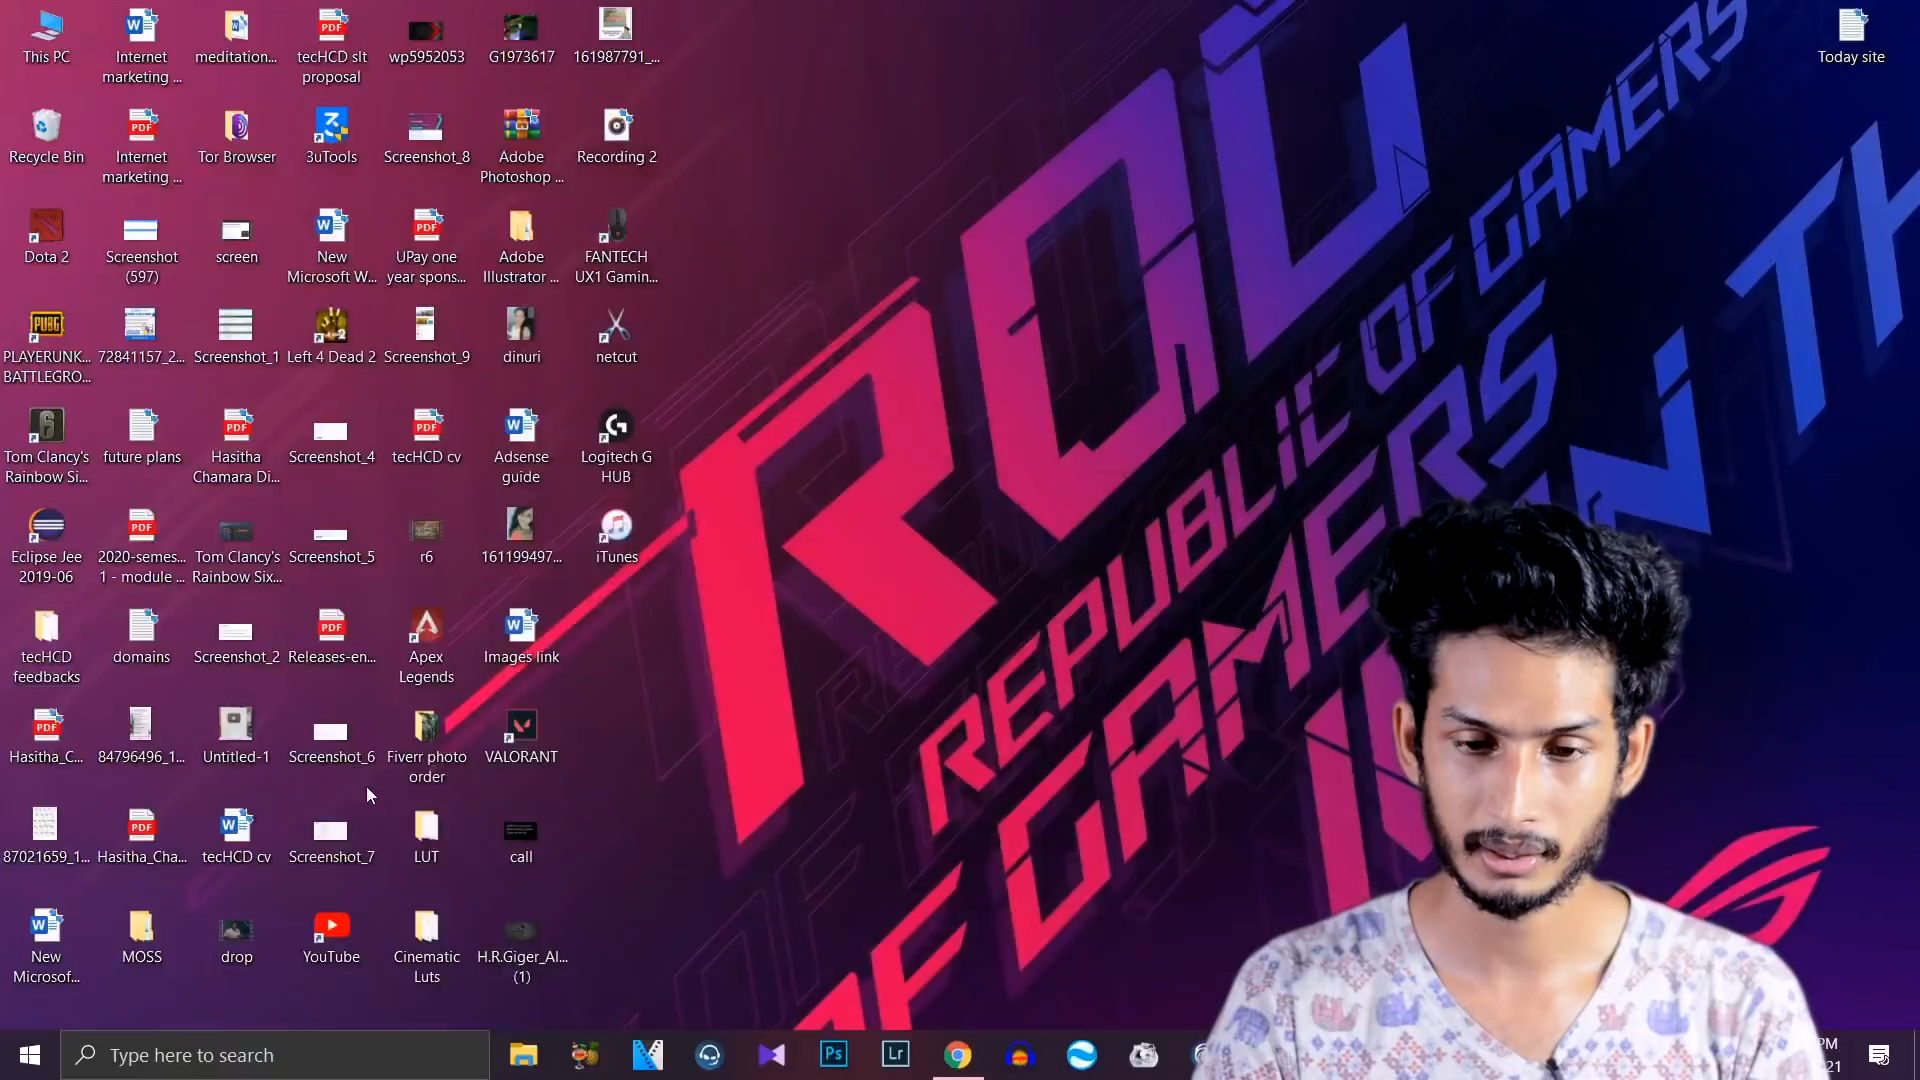 This PC
Internet
marketing ...
meditation...
tecHCD slt
proposal
wp5952053
G1973617
161987791_...
Today site
Recycle Bin
Internet
marketing ...
Tor Browser
3uTools
Screenshot_8
Adobe
Photoshop ...
Recording 2
Dota 2
Screenshot
(597)
screen
New
Microsoft W...
UPay one
year spons...
Adobe
Illustrator ...
FANTECH
UX1 Gamin...
PLAYERUNK...
BATTLEGRO...
72841157_2...
Screenshot_1
Left 4 Dead 2
Screenshot_9
dinuri
netcut
Tom Clancy's
Rainbow Si...
future plans
Hasitha
Chamara Di...
Screenshot_4
tecHCD cv
Adsense
guide
Logitech G
HUB
Eclipse Jee
2019-06
2020-semes...
1 - module ...
Tom Clancy's
Rainbow Six...
Screenshot_5
r6
161199497...
iTunes
tecHCD
feedbacks
domains
Screenshot_2
Releases-en...
Apex
Legends
Images link
Hasitha_C...
84796496_1...
Untitled-1
Screenshot_6
Fiverr photo
order
VALORANT
87021659_1...
Hasitha_Cha...
tecHCD cv
Screenshot_7
LUT
call
New
Microsof...
MOSS
drop
YouTube
Cinematic
Luts
H.R.Giger_Al...
(1)
REPUBLIC OF GAMERS
OF GAMERS
Type here to search
Ps
Lr
PM
21